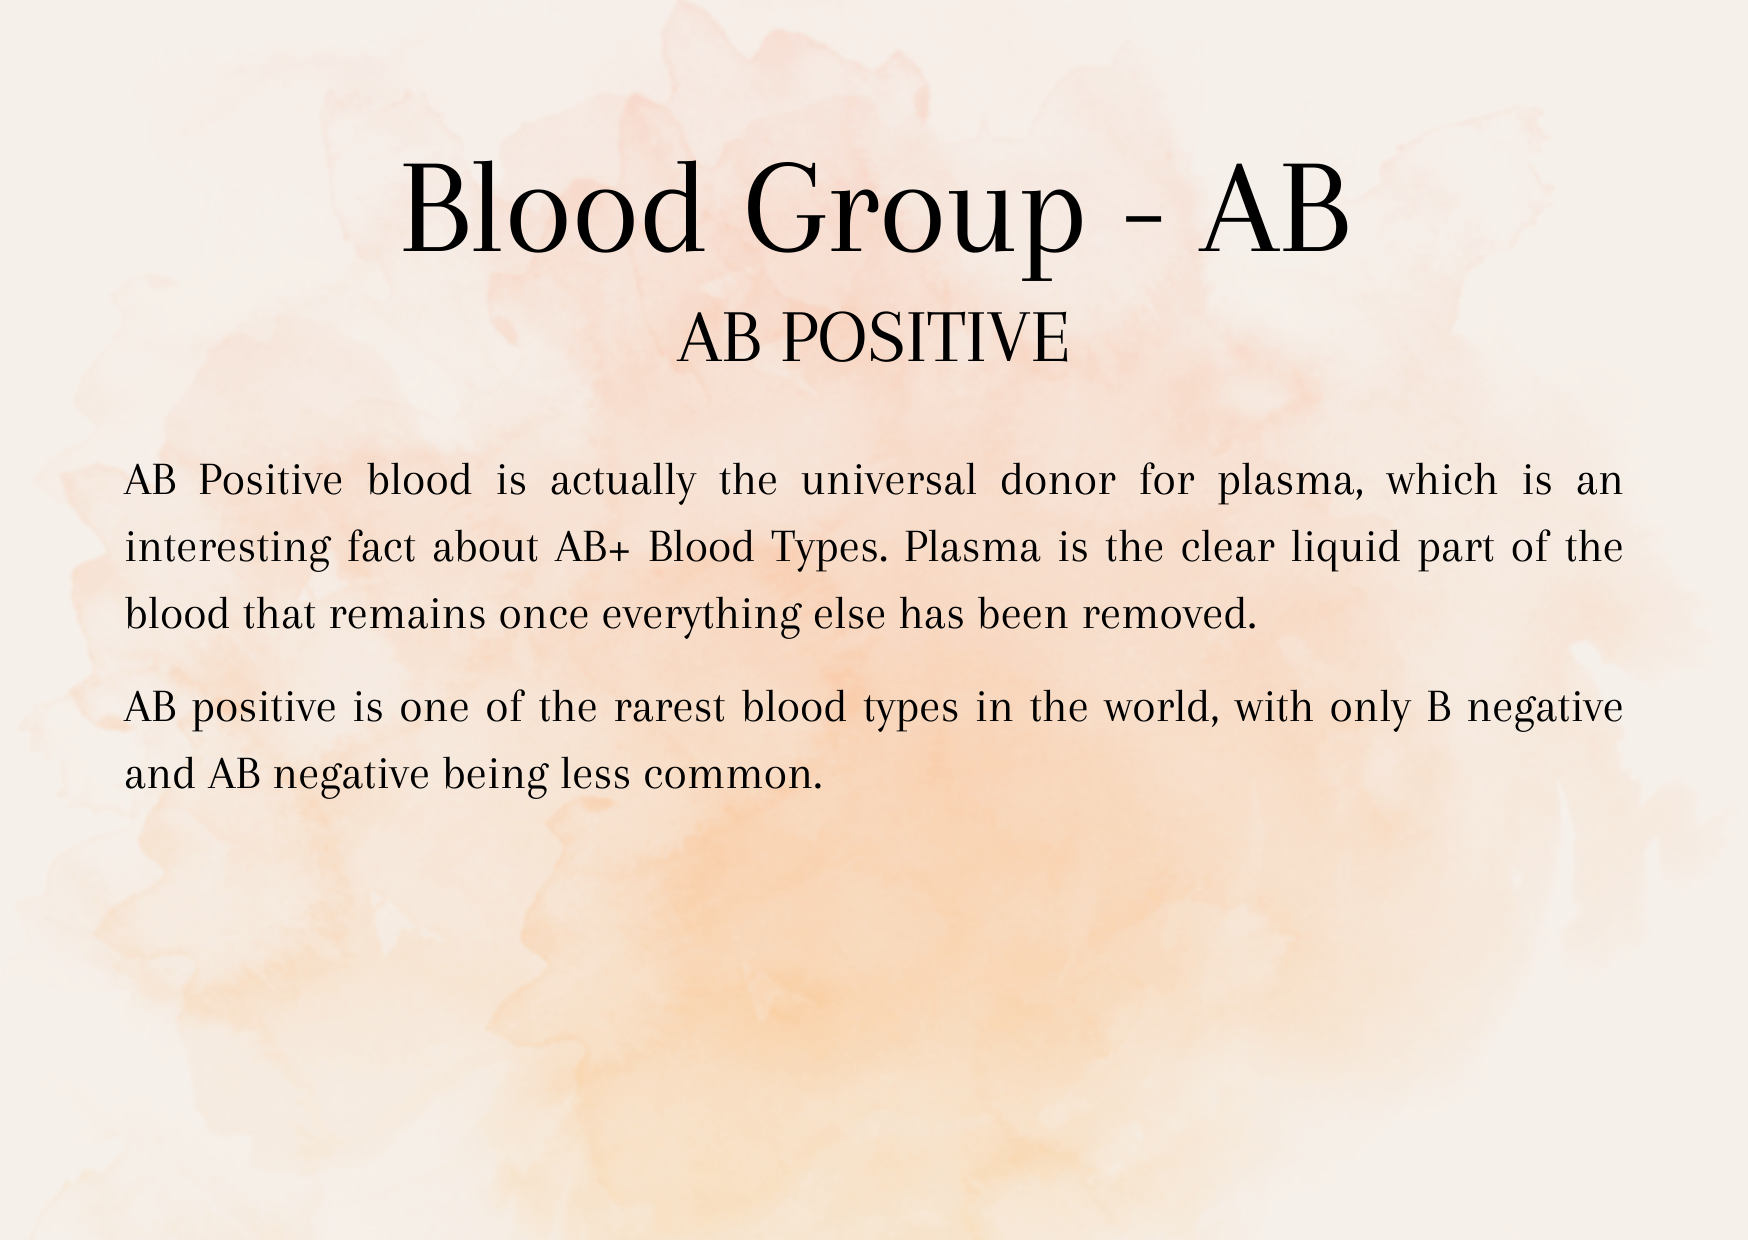 Blood Group - AB
AB POSITIVE
AB Positive blood is actually the universal donor for plasma, which is an
interesting fact about AB+ Blood Types. Plasma is the clear liquid part of the
blood that remains once everything else has been removed.
AB positive is one of the rarest blood types in the world, with only B negative
and AB negative being less common.